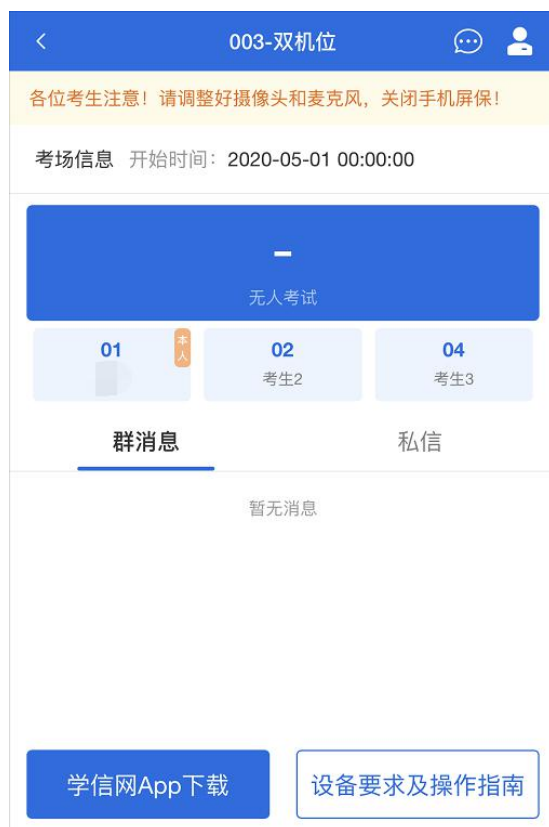 003-双机位
各位考生注意！请调整好摄像头和麦克风，关闭手机屏保！
考场信息 开始时间：2020-05-01 00:00:00
-
无人考试
01 本人 02 04
考生2 考生3
群消息 私信
暂无消息
学信网App下载 设备要求及操作指南